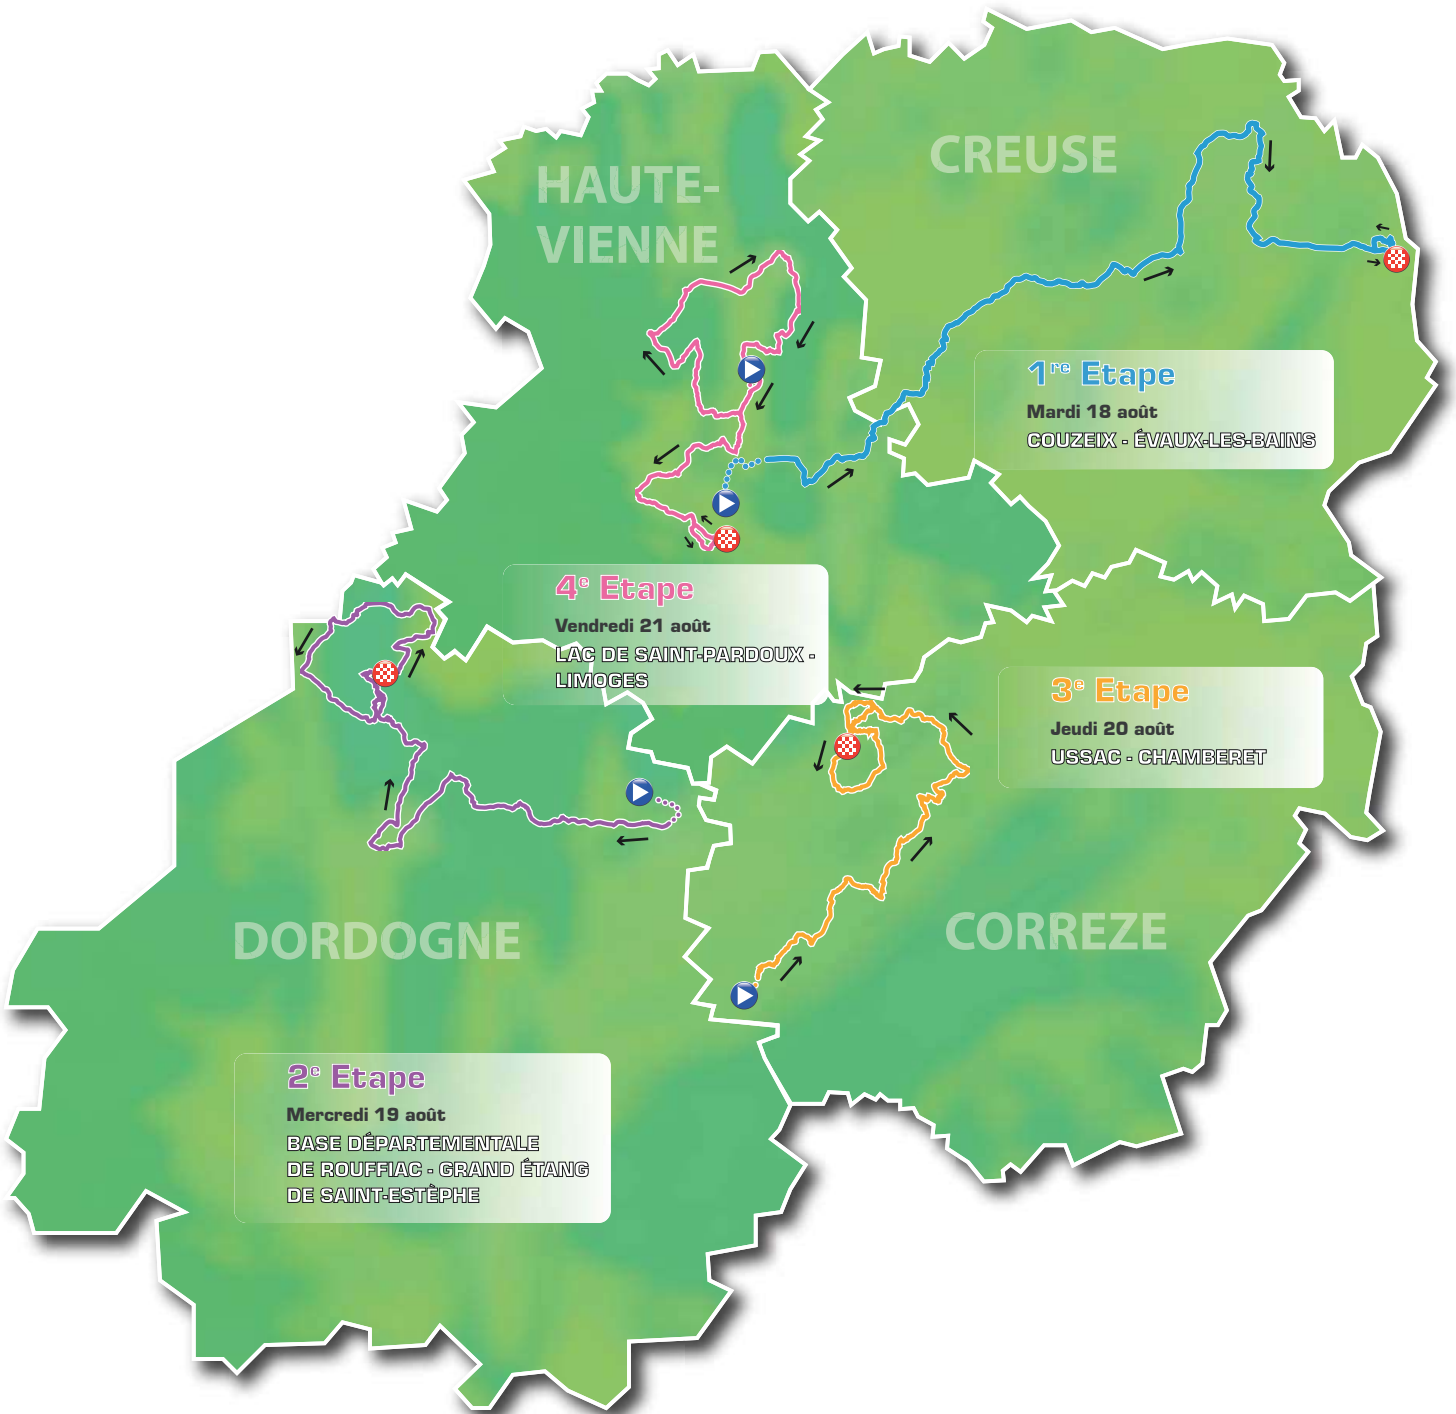 CREUSE
HAUTE-
VIENNE
1re Etape
Mardi 18 août
COUZEIX - ÉVAUX-LES-BAINS
4e Etape
Vendredi 21 août
LAC DE SAINT-PARDOUX -
LIMOGES
3e Etape
Jeudi 20 août
USSAC - CHAMBERET
DORDOGNE
CORREZE
2e Etape
Mercredi 19 août
BASE DÉPARTEMENTALE
DE ROUFFIAC - GRAND ÉTANG
DE SAINT-ESTÈPHE